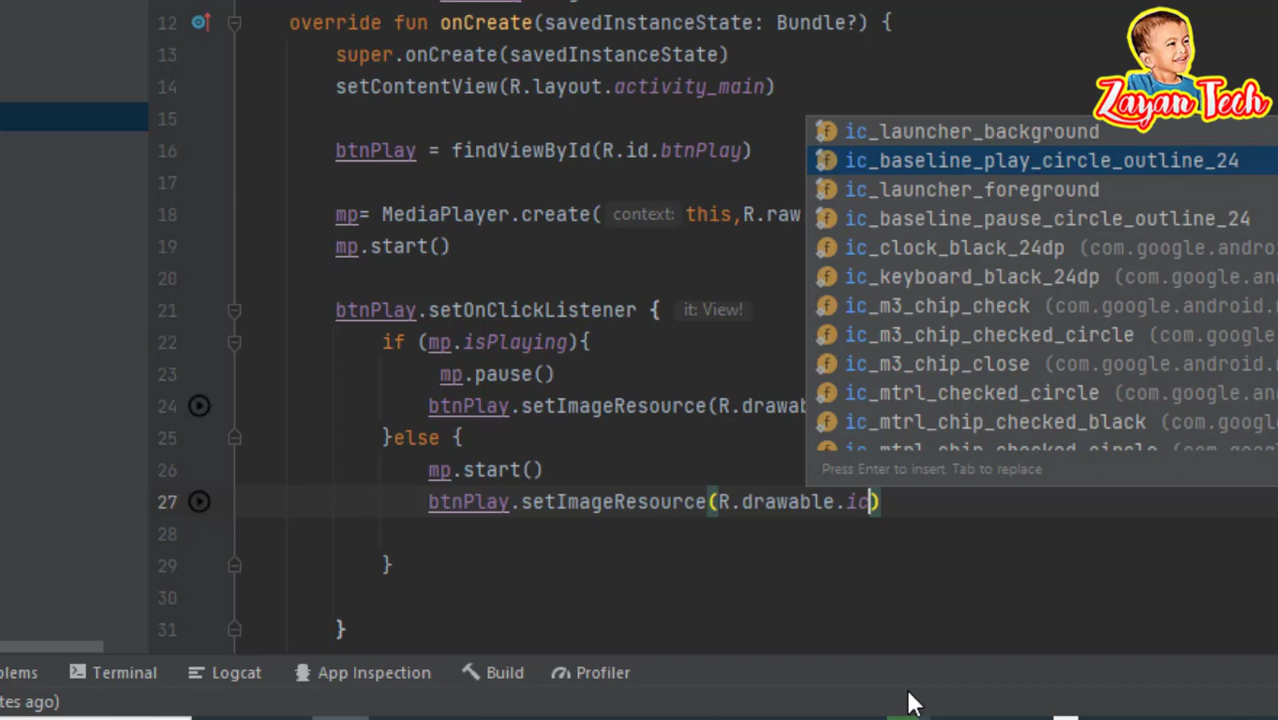 12 override fun onCreate(savedInstanceState: Bundle?) {
13 super.onCreate(savedInstanceState)
14 setContentView(R.layout.activity_main)
15
16 btnPlay = findViewById(R.id.btnPlay)
17
18 mp= MediaPlayer.create( context: this,R.raw
19 mp.start()
20
21 btnPlay.setOnClickListener { it: View!
22 if (mp.isPlaying){
23 mp.pause()
24 btnPlay.setImageResource(R.drawab
25 }else {
26 mp.start()
27 btnPlay.setImageResource(R.drawable.ic)
28
29 }
30
31 }
Zayan Tech
f ic_launcher_background
f ic_baseline_play_circle_outline_24
f ic_launcher_foreground
f ic_baseline_pause_circle_outline_24
f ic_clock_black_24dp (com.google.andro
f ic_keyboard_black_24dp (com.google.an
f ic_m3_chip_check (com.google.android.
f ic_m3_chip_checked_circle (com.google
f ic_m3_chip_close (com.google.android.
f ic_mtrl_checked_circle (com.google.an
f ic_mtrl_chip_checked_black (com.goog
f ic_mtrl_chip_checked_circle (com.goo
Press Enter to insert, Tab to replace
blems Terminal Logcat App Inspection Build Profiler
tes ago)